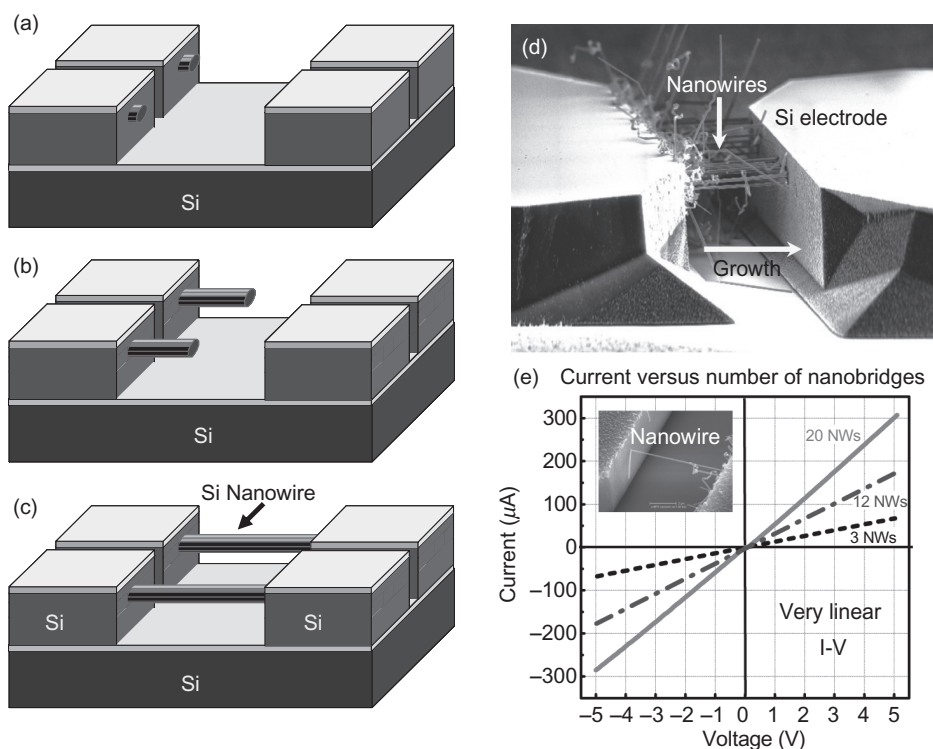 (a)
Si
(b)
Si
(c)
Si Nanowire
Si
Si
Si
(d)
Nanowires
Si electrode
Growth
(e) Current versus number of nanobridges
Current (μA)
300
200
100
0
−100
−200
−300
Nanowire
20 NWs
12 NWs
3 NWs
Very linear
I-V
−5 −4 −3 −2 −1 0 1 2 3 4 5
Voltage (V)